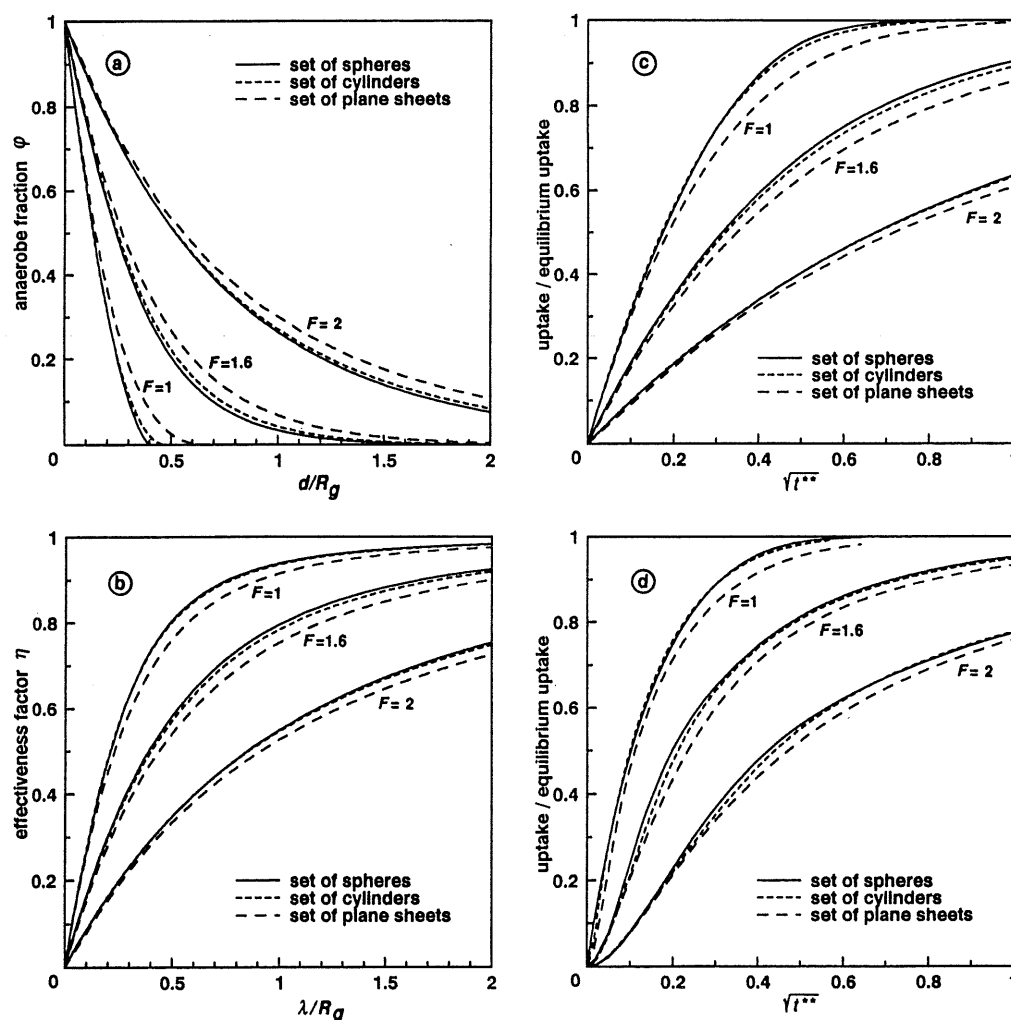 a
set of spheres
set of cylinders
set of plane sheets
anaerobe fraction φ
1
0.8
0.6
0.4
0.2
F=2
F=1.6
F=1
0 0.5 1 1.5 2
d/Rg
c
uptake / equilibrium uptake
1
0.8
0.6
0.4
0.2
F=1
F=1.6
F=2
set of spheres
set of cylinders
set of plane sheets
0 0.2 0.4 0.6 0.8 1
√t**
b
effectiveness factor η
1
0.8
0.6
0.4
0.2
F=1
F=1.6
F=2
set of spheres
set of cylinders
set of plane sheets
0 0.5 1 1.5 2
λ/Rg
d
uptake / equilibrium uptake
1
0.8
0.6
0.4
0.2
F=1
F=1.6
F=2
set of spheres
set of cylinders
set of plane sheets
0 0.2 0.4 0.6 0.8 1
√t**